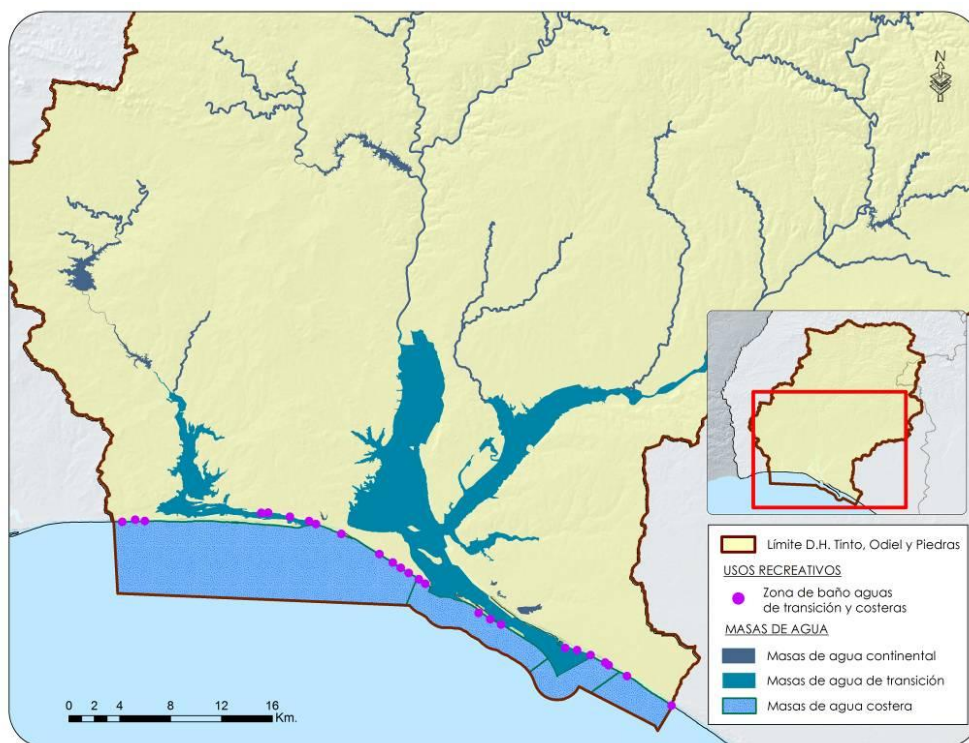 N
Límite D.H. Tinto, Odiel y Piedras
USOS RECREATIVOS
Zona de baño aguas
de transición y costeras
MASAS DE AGUA
Masas de agua continental
Masas de agua de transición
Masas de agua costera
0 2 4 8 12 16
Km.